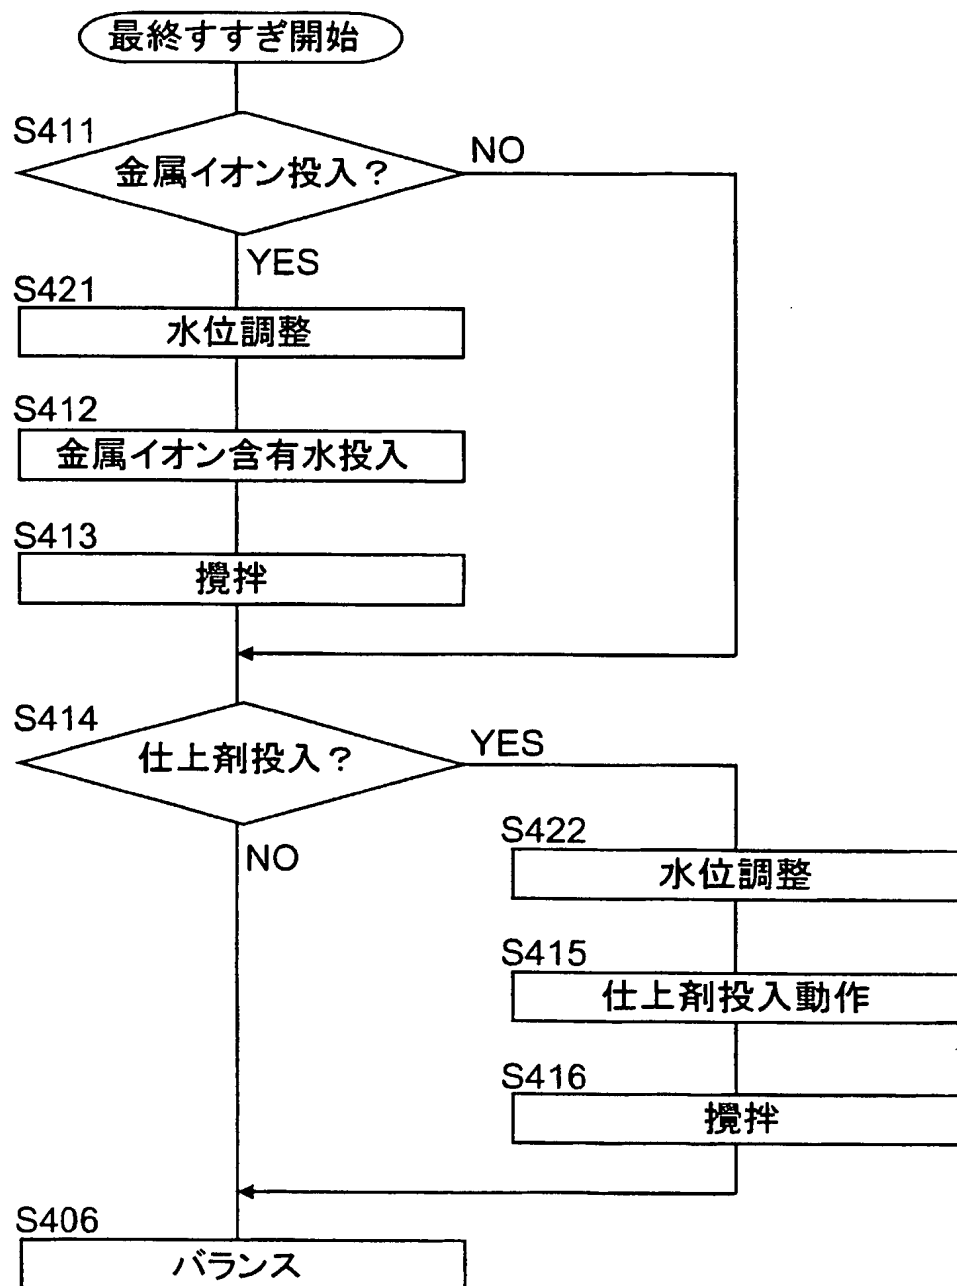 最終すすぎ開始
S411
金属イオン投入?
NO
YES
S421
水位調整
S412
金属イオン含有水投入
S413
攪拌
S414
仕上剤投入?
YES
NO
S422
水位調整
S415
仕上剤投入動作
S416
攪拌
S406
バランス